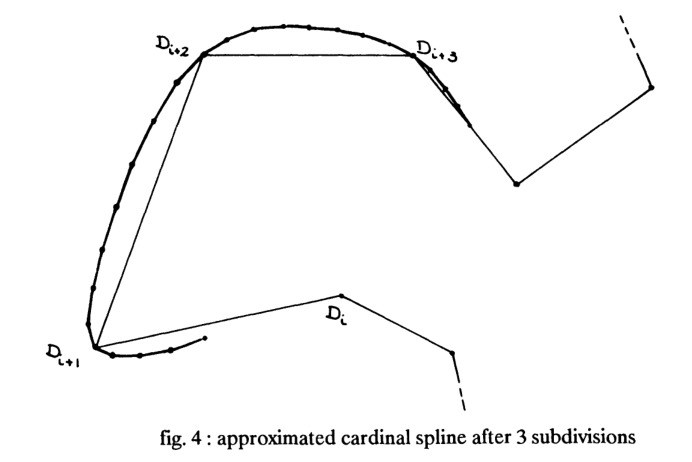 D_{i+2}
D_{i+3}
D_i
D_{i+1}
fig. 4 : approximated cardinal spline after 3 subdivisions